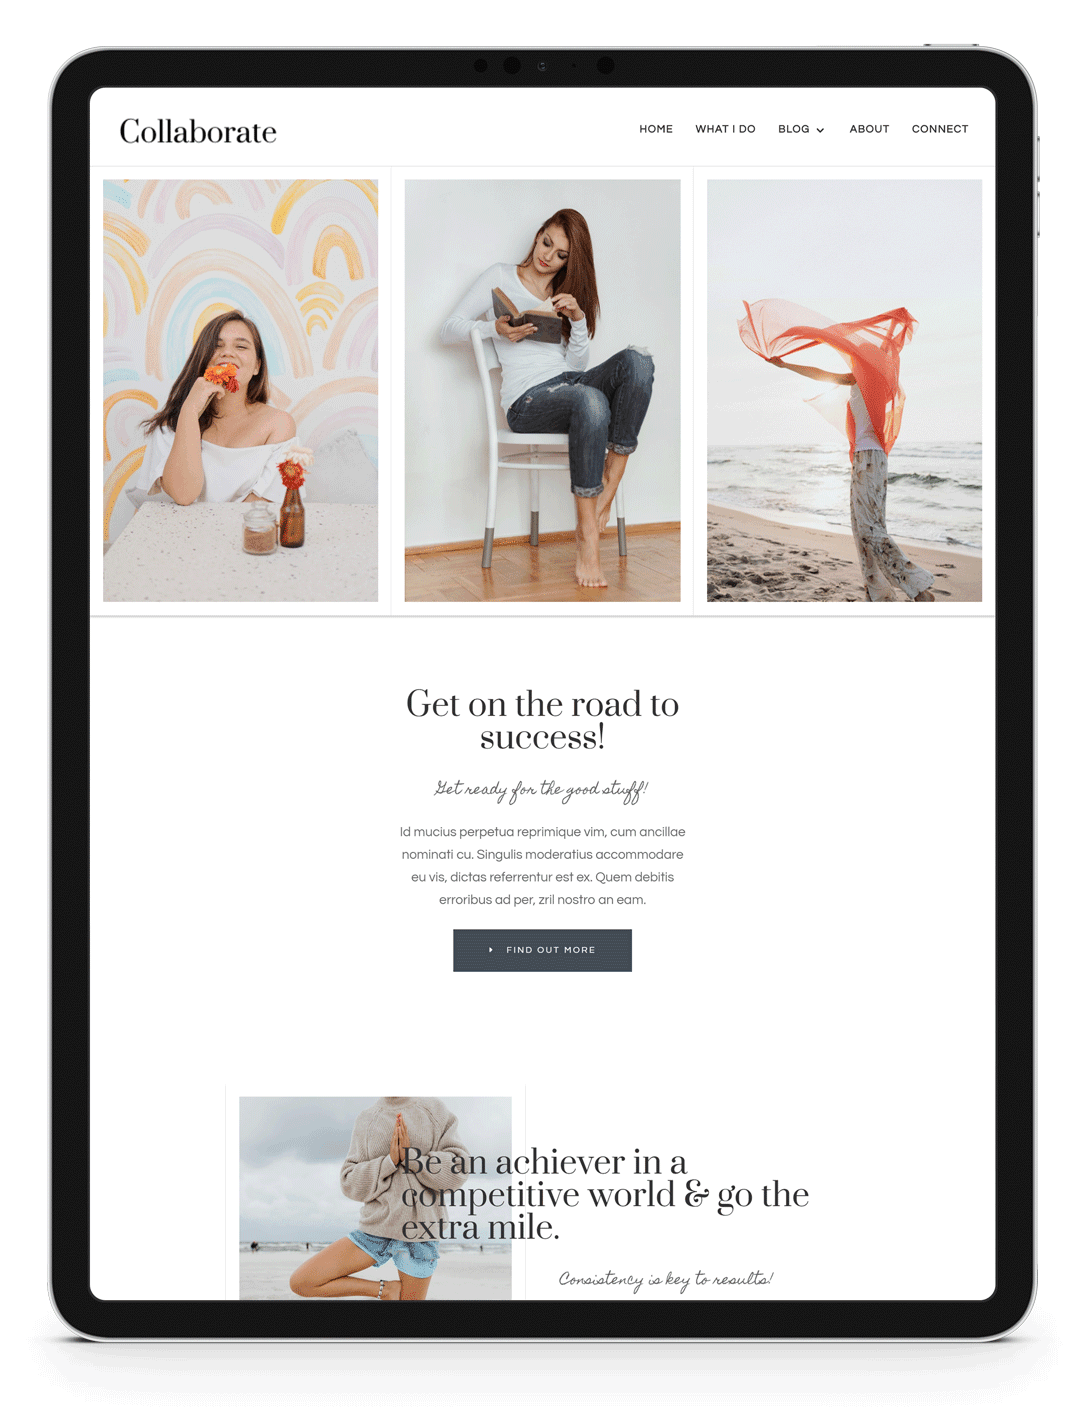 Collaborate
HOME WHAT I DO BLOG ABOUT CONNECT
Get on the road to
success!
Get ready for the good stuff!
Id mucius perpetua reprimique vim, cum ancillae
nominati cu. Singulis moderatius accommodare
eu vis, dictas referrentur est ex. Quem debitis
erroribus ad per, zril nostro an eam.
FIND OUT MORE
Be an achiever in a
competitive world & go the
extra mile.
Consistency is key to results!